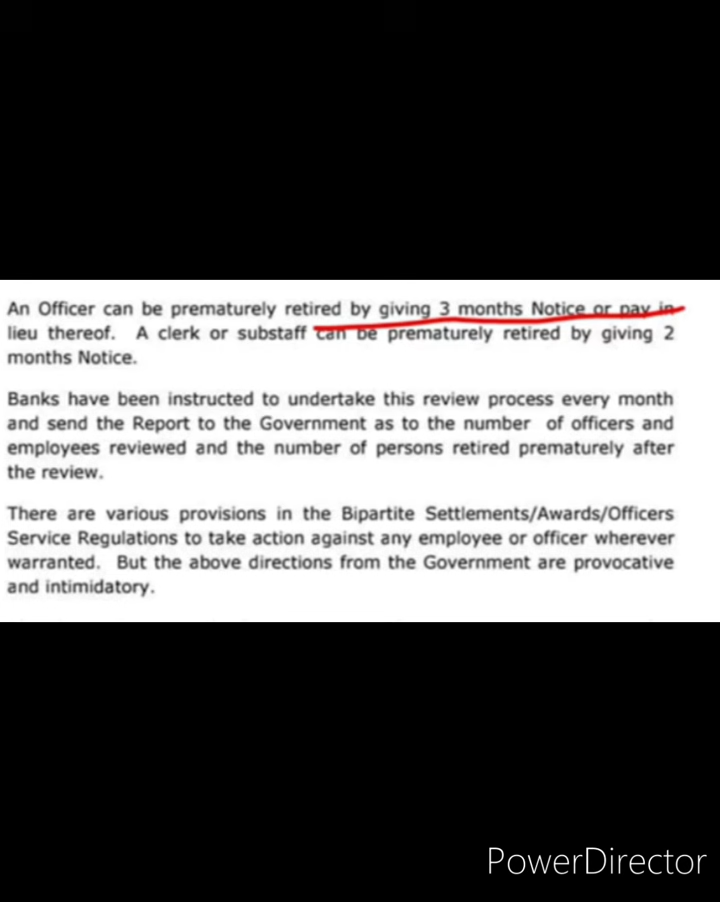 An Officer can be prematurely retired by giving 3 months Notice or pay in
lieu thereof. A clerk or substaff can be prematurely retired by giving 2
months Notice.
Banks have been instructed to undertake this review process every month
and send the Report to the Government as to the number of officers and
employees reviewed and the number of persons retired prematurely after
the review.
There are various provisions in the Bipartite Settlements/Awards/Officers
Service Regulations to take action against any employee or officer wherever
warranted. But the above directions from the Government are provocative
and intimidatory.
PowerDirector